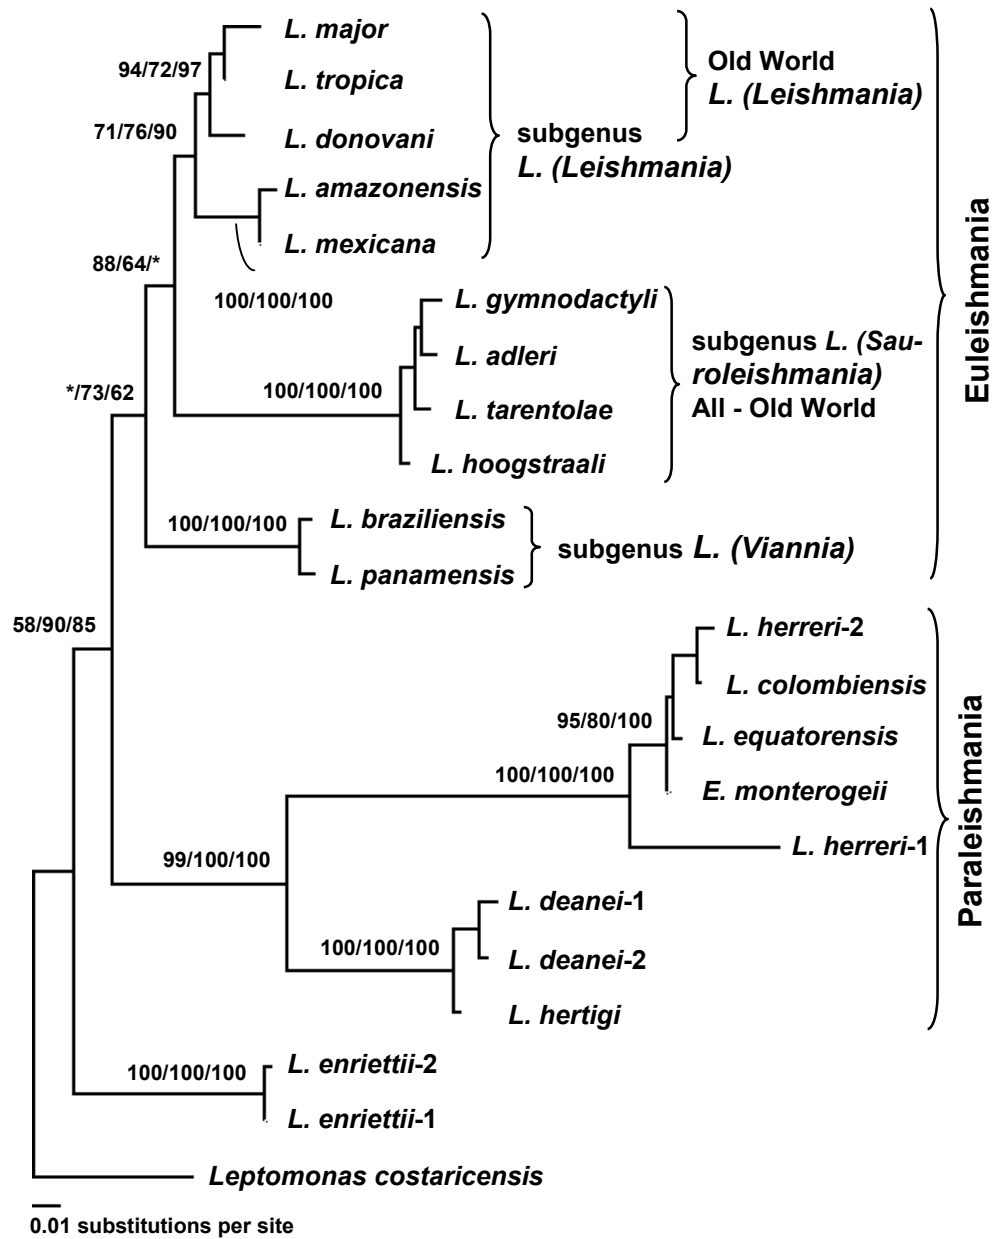 L. major
Old World
94/72/97
L. tropica
L. (Leishmania)
71/76/90
L. donovani
subgenus
L. (Leishmania)
L. amazonensis
L. mexicana
88/64/*
100/100/100
L. gymnodactyli
subgenus L. (Sau-
roleishmania)
All - Old World
L. adleri
*/73/62
100/100/100
L. tarentolae
L. hoogstraali
Euleishmania
100/100/100
L. braziliensis
subgenus L. (Viannia)
L. panamensis
58/90/85
L. herreri-2
L. colombiensis
95/80/100
L. equatorensis
100/100/100
E. monterogeii
L. herreri-1
Paraleishmania
99/100/100
L. deanei-1
100/100/100
L. deanei-2
L. hertigi
100/100/100
L. enriettii-2
L. enriettii-1
Leptomonas costaricensis
0.01 substitutions per site